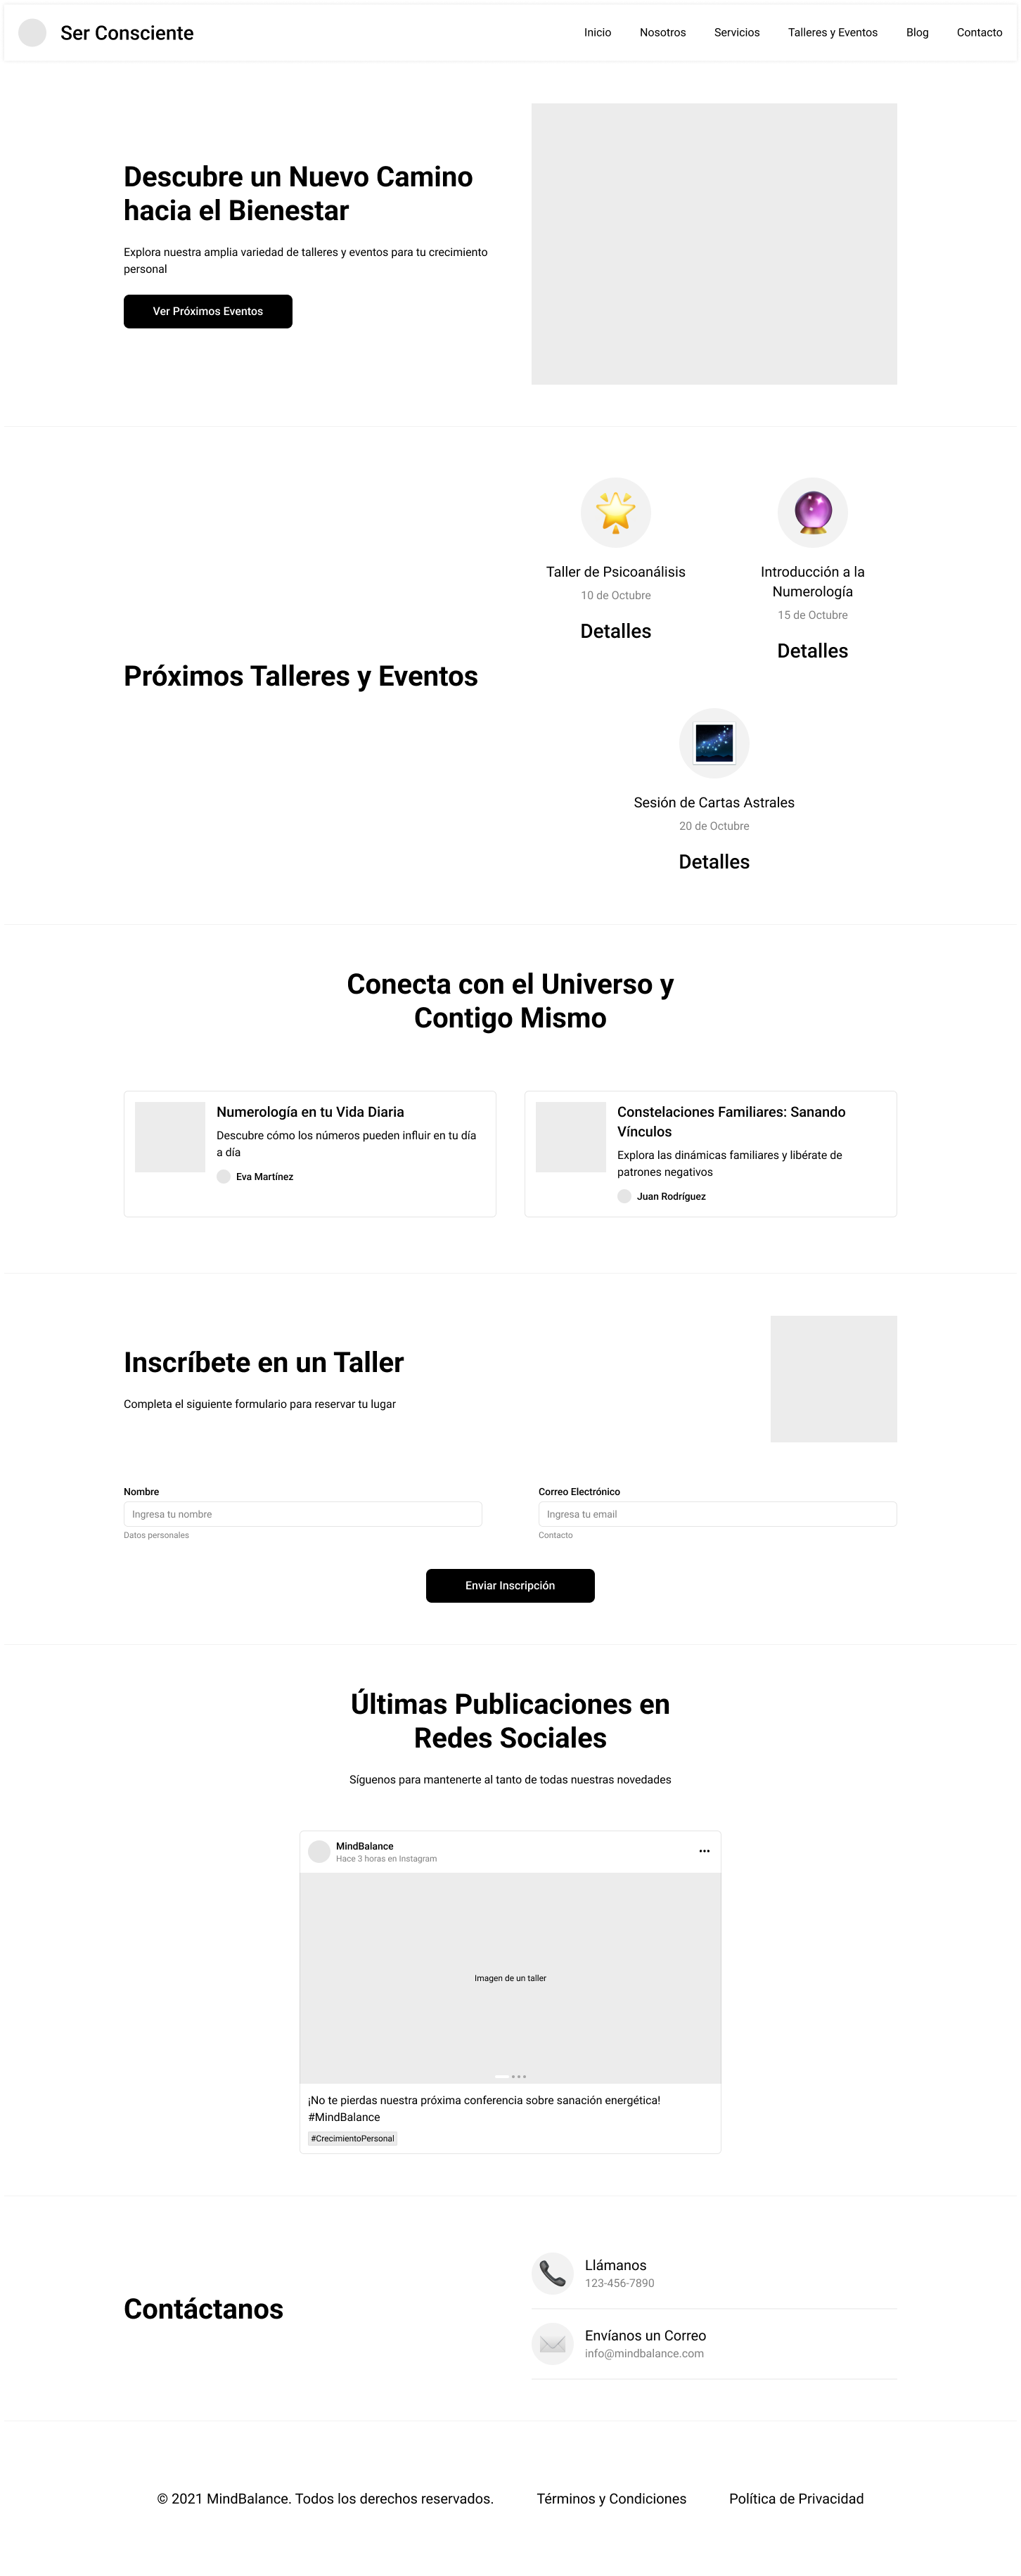 Ser Consciente
Inicio
Nosotros
Servicios
Talleres y Eventos
Blog
Contacto
Descubre un Nuevo Camino
hacia el Bienestar
Explora nuestra amplia variedad de talleres y eventos para tu crecimiento
personal
Ver Próximos Eventos
Próximos Talleres y Eventos
Taller de Psicoanálisis
10 de Octubre
Detalles
Introducción a la
Numerología
15 de Octubre
Detalles
Sesión de Cartas Astrales
20 de Octubre
Detalles
Conecta con el Universo y
Contigo Mismo
Numerología en tu Vida Diaria
Descubre cómo los números pueden influir en tu día
a día
Eva Martínez
Constelaciones Familiares: Sanando
Vínculos
Explora las dinámicas familiares y libérate de
patrones negativos
Juan Rodríguez
Inscríbete en un Taller
Completa el siguiente formulario para reservar tu lugar
Nombre
Ingresa tu nombre
Datos personales
Correo Electrónico
Ingresa tu email
Contacto
Enviar Inscripción
Últimas Publicaciones en
Redes Sociales
Síguenos para mantenerte al tanto de todas nuestras novedades
MindBalance
Hace 3 horas en Instagram
Imagen de un taller
¡No te pierdas nuestra próxima conferencia sobre sanación energética!
#MindBalance
#CrecimientoPersonal
Contáctanos
Llámanos
123-456-7890
Envíanos un Correo
info@mindbalance.com
© 2021 MindBalance. Todos los derechos reservados.
Términos y Condiciones
Política de Privacidad